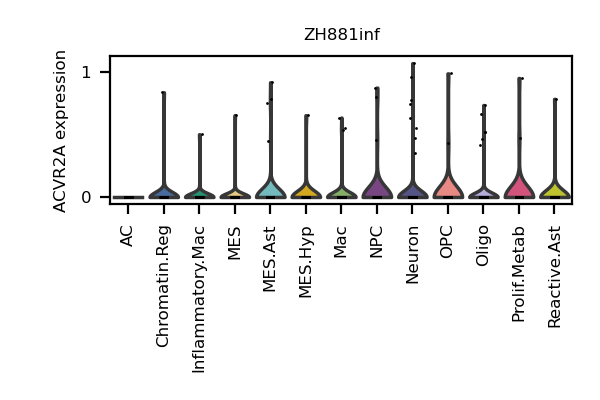 ZH881inf
ACVR2A expression
1
0
AC
Chromatin.Reg
Inflammatory.Mac
MES
MES.Ast
MES.Hyp
Mac
NPC
Neuron
OPC
Oligo
Prolif.Metab
Reactive.Ast